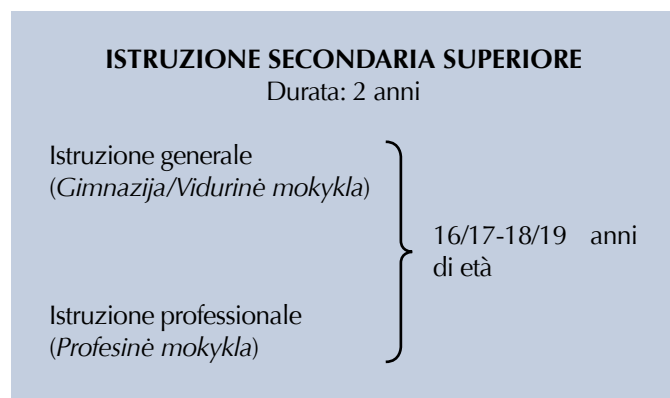 ISTRUZIONE SECONDARIA SUPERIORE
Durata: 2 anni
Istruzione generale
(Gimnazija/Vidurinė mokykla)
16/17-18/19 anni
di età
Istruzione professionale
(Profesinė mokykla)